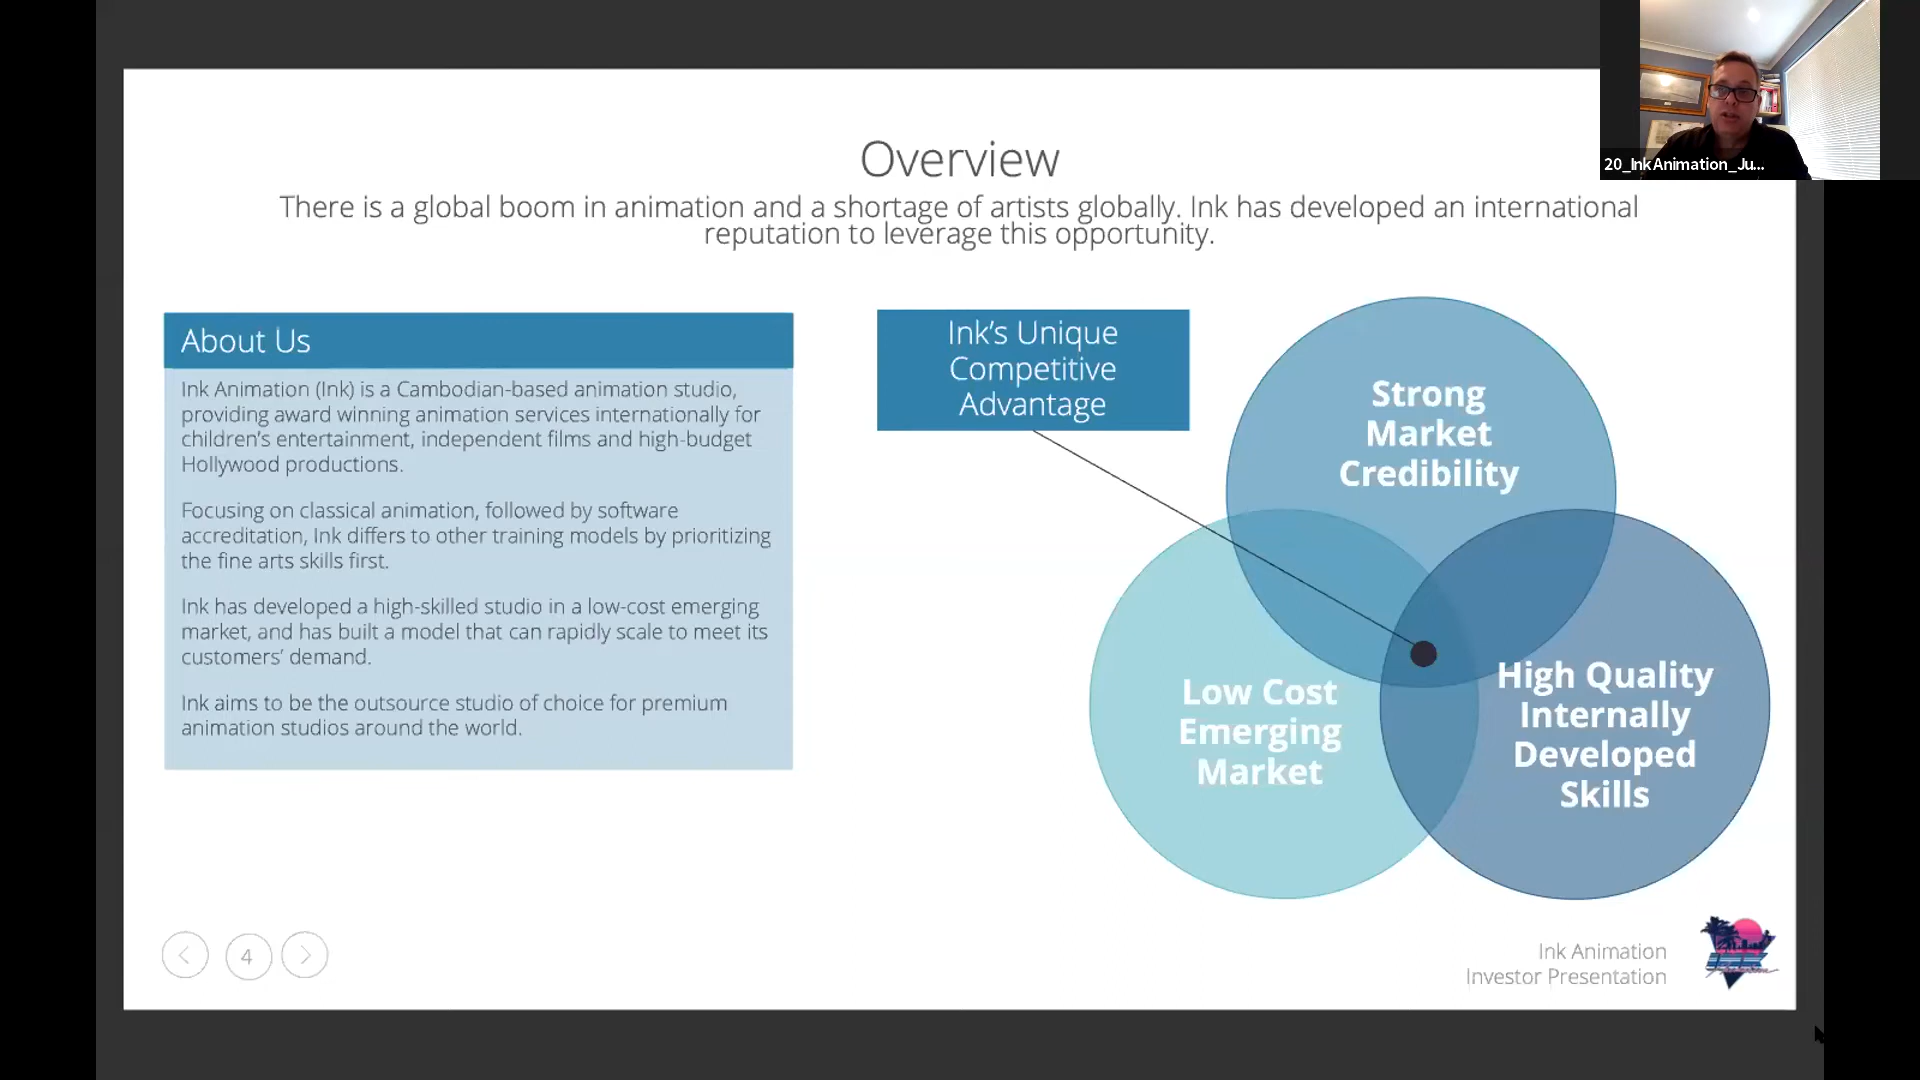 20_InkAnimation_Ju...
Overview
There is a global boom in animation and a shortage of artists globally. Ink has developed an international
reputation to leverage this opportunity.
About Us
Ink Animation (Ink) is a Cambodian-based animation studio,
providing award winning animation services internationally for
children’s entertainment, independent films and high-budget
Hollywood productions.
Focusing on classical animation, followed by software
accreditation, Ink differs to other training models by prioritizing
the fine arts skills first.
Ink has developed a high-skilled studio in a low-cost emerging
market, and has built a model that can rapidly scale to meet its
customers’ demand.
Ink aims to be the outsource studio of choice for premium
animation studios around the world.
Ink’s Unique
Competitive
Advantage
Strong
Market
Credibility
Low Cost
Emerging
Market
High Quality
Internally
Developed
Skills
4
Ink Animation
Investor Presentation